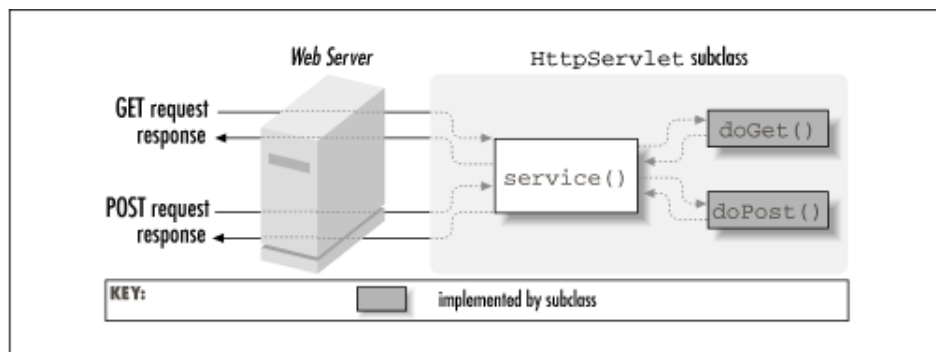 Web Server
HttpServlet subclass
GET request
response
doGet()
service()
POST request
response
doPost()
KEY:
implemented by subclass